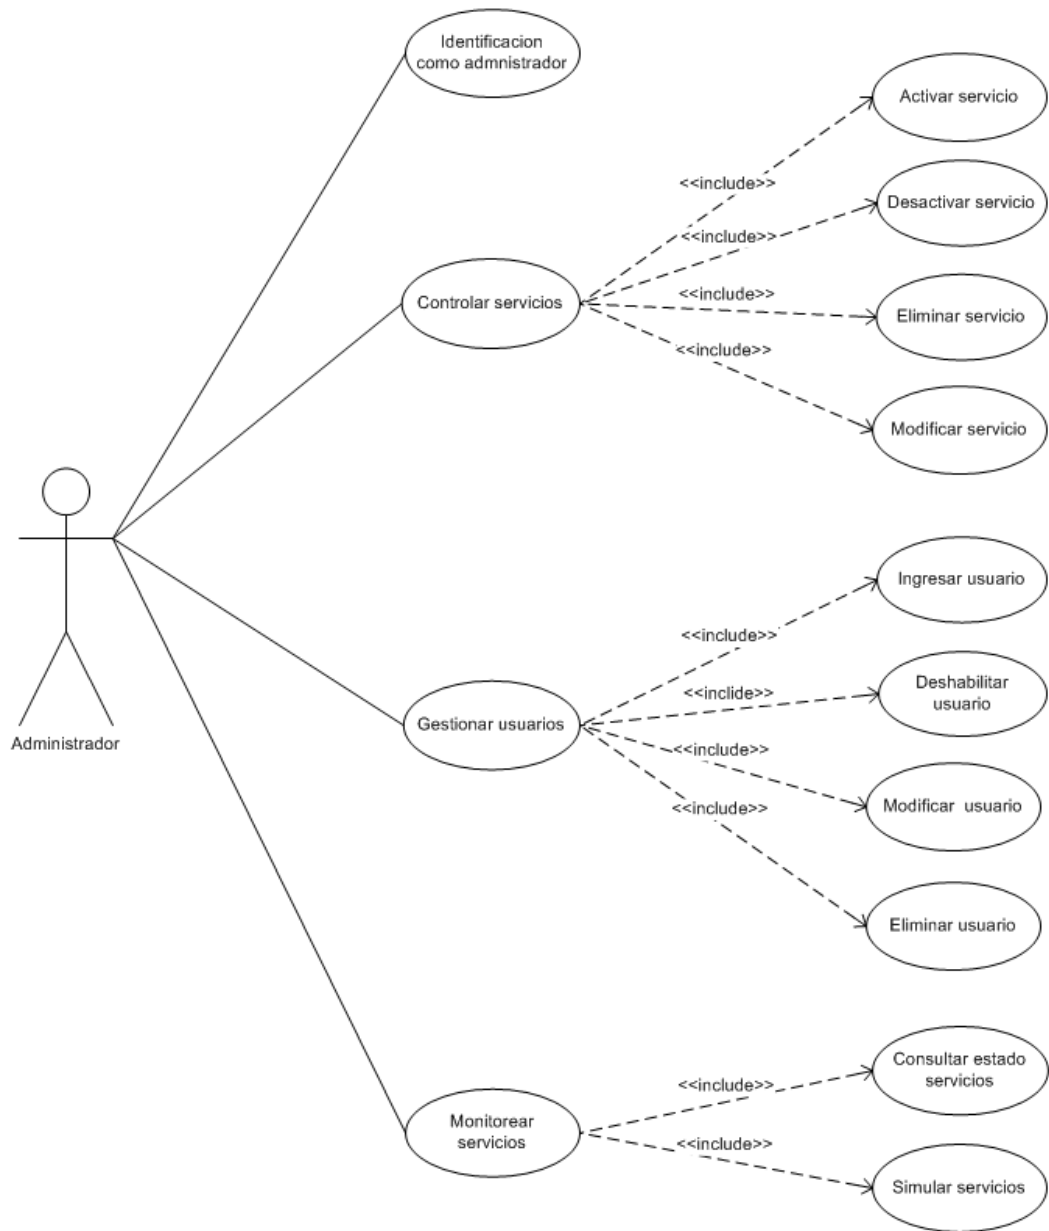 Identificacion
como admnistrador
Activar servicio
<<include>>
Desactivar servicio
<<include>>
Controlar servicios
<<include>>
Eliminar servicio
<<include>>
Modificar servicio
Ingresar usuario
<<include>>
Deshabilitar
usuario
<<inclide>>
Gestionar usuarios
Administrador
<<include>>
Modificar usuario
<<include>>
Eliminar usuario
Consultar estado
servicios
<<include>>
Monitorear
servicios
<<include>>
Simular servicios